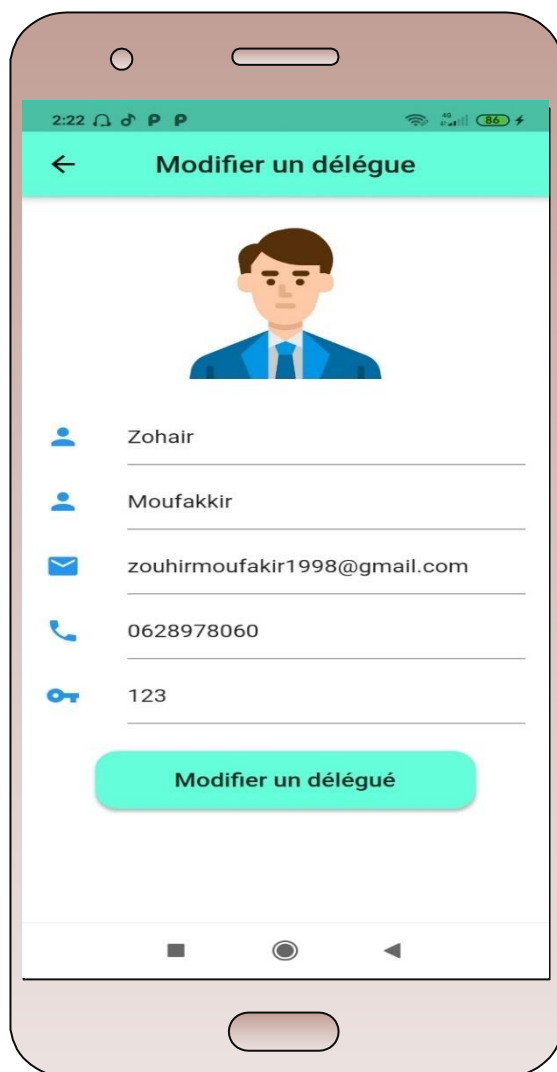 2:22
86
Modifier un délégue
Zohair
Moufakkir
zouhirmoufakir1998@gmail.com
0628978060
123
Modifier un délégué